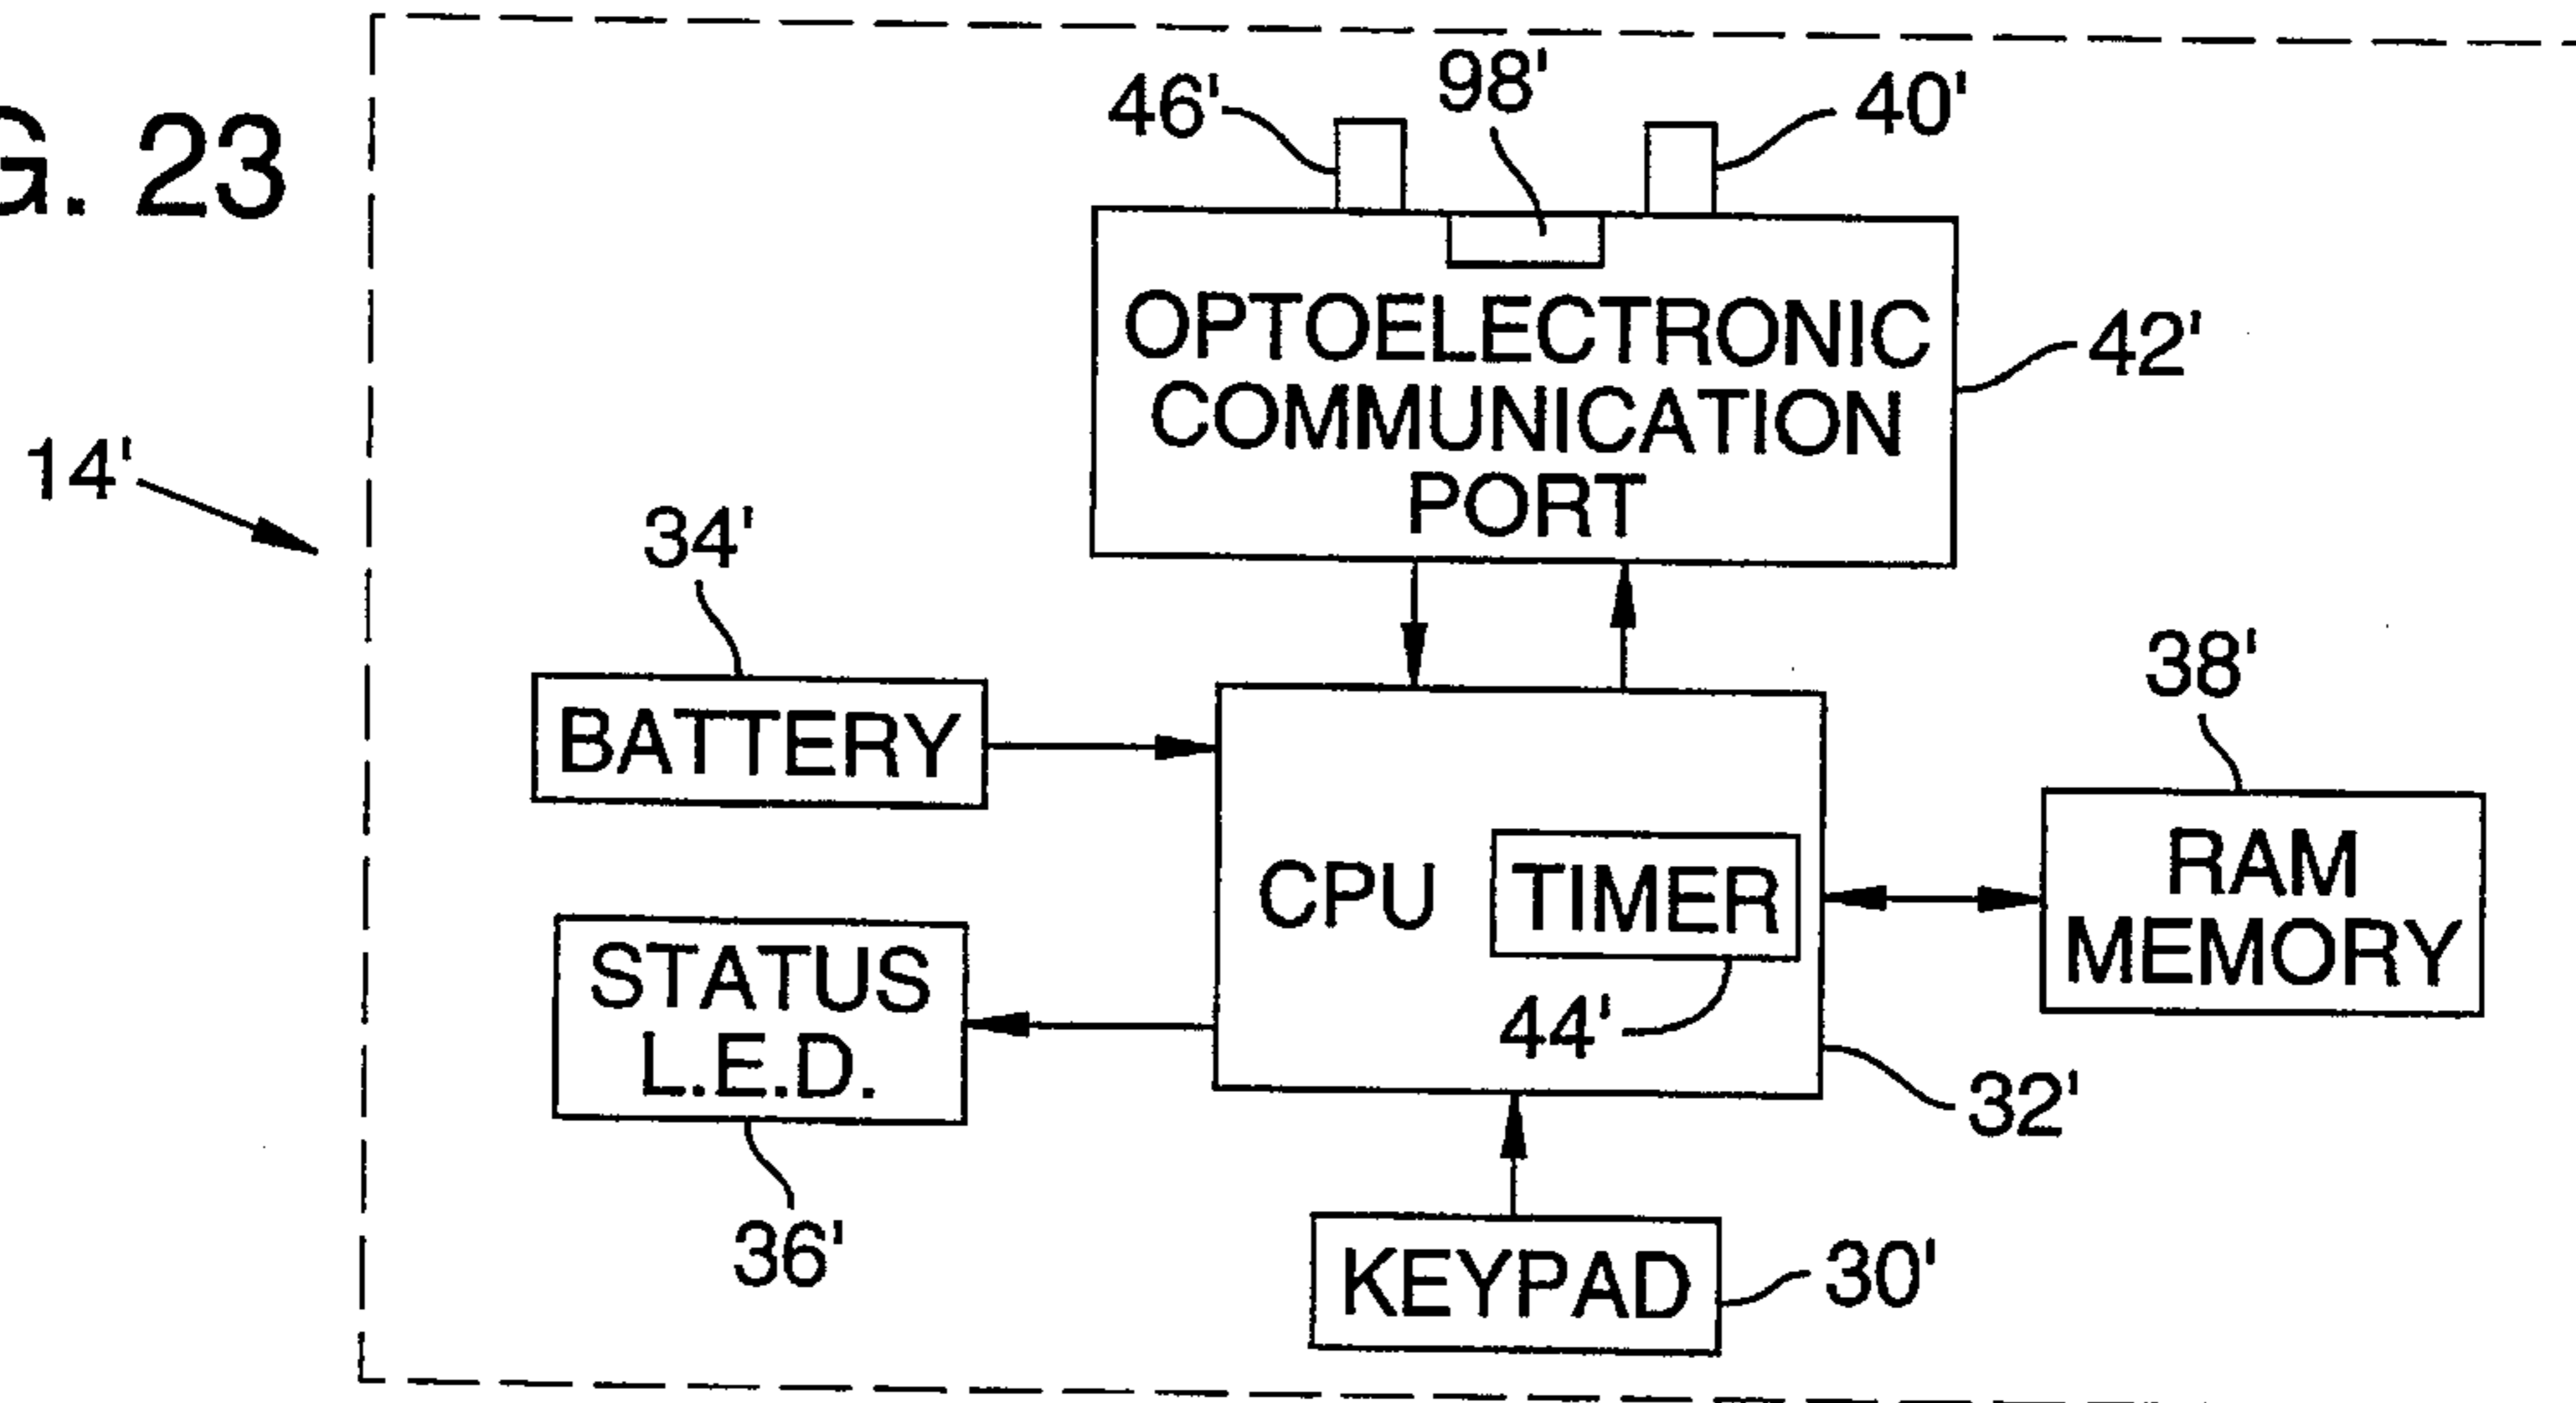 G. 23
46'
98'
40'
OPTOELECTRONIC
COMMUNICATION
PORT
42'
14'
34'
BATTERY
38'
RAM
MEMORY
CPU
TIMER
44'
STATUS
L.E.D.
32'
36'
KEYPAD
30'